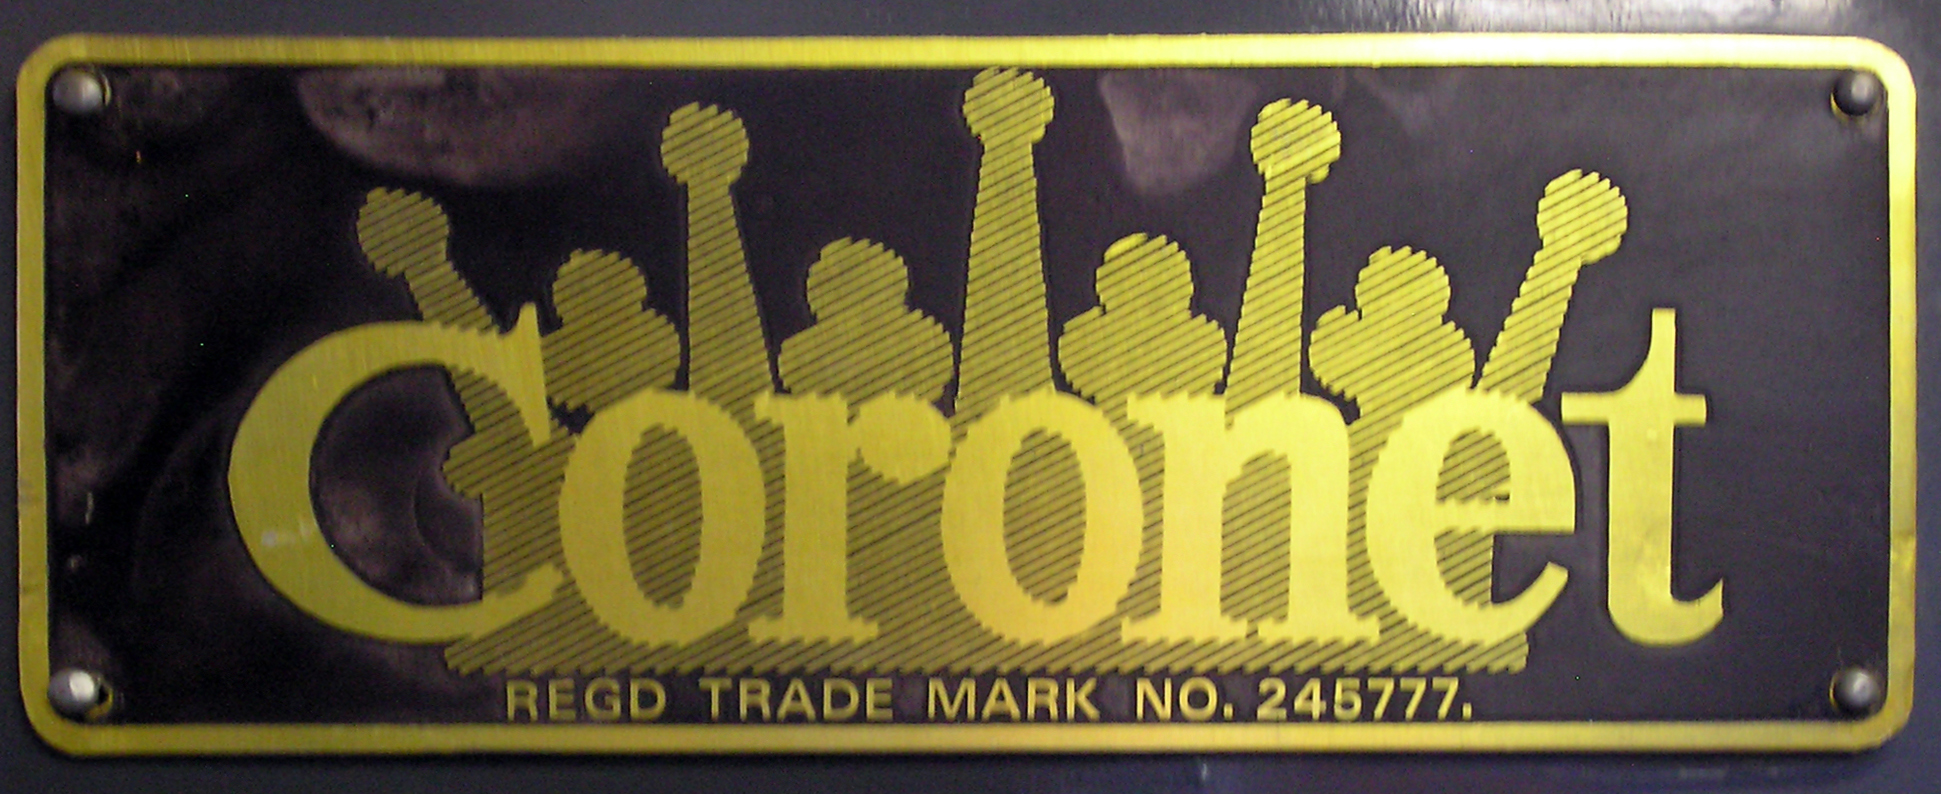 Coronet
REGD TRADE MARK NO. 245777.